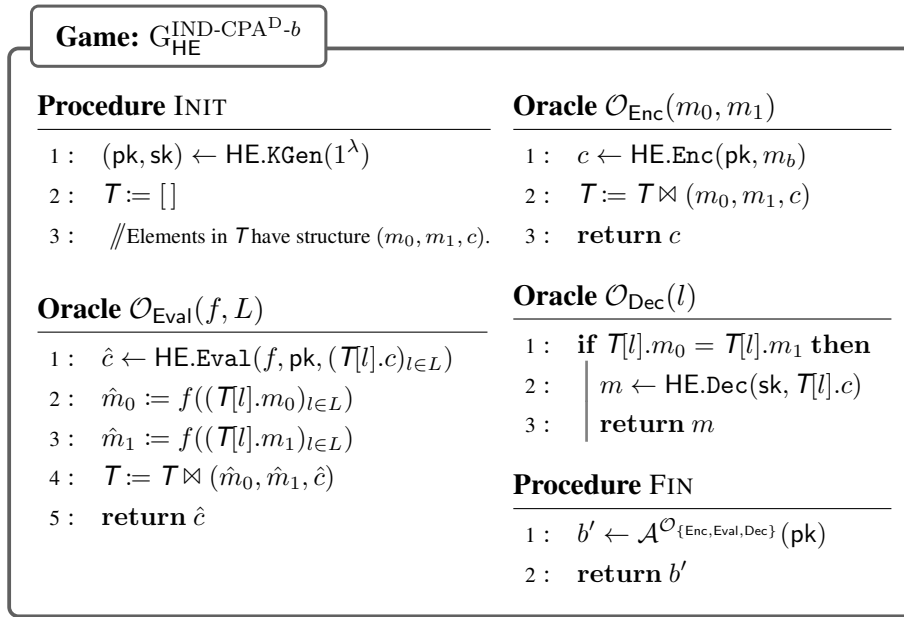 Game: G_HE^{IND-CPA^D-b}
Procedure INIT
1 : (pk, sk) ← HE.KGen(1^λ)
2 : T := [ ]
3 : // Elements in T have structure (m_0, m_1, c).
Oracle O_Eval(f, L)
1 : ĉ ← HE.Eval(f, pk, (T[l].c)_{l∈L})
2 : m̂_0 := f((T[l].m_0)_{l∈L})
3 : m̂_1 := f((T[l].m_1)_{l∈L})
4 : T := T ⋈ (m̂_0, m̂_1, ĉ)
5 : return ĉ
Oracle O_Enc(m_0, m_1)
1 : c ← HE.Enc(pk, m_b)
2 : T := T ⋈ (m_0, m_1, c)
3 : return c
Oracle O_Dec(l)
1 : if T[l].m_0 = T[l].m_1 then
2 : m ← HE.Dec(sk, T[l].c)
3 : return m
Procedure FIN
1 : b′ ← A^{O_{Enc,Eval,Dec}}(pk)
2 : return b′